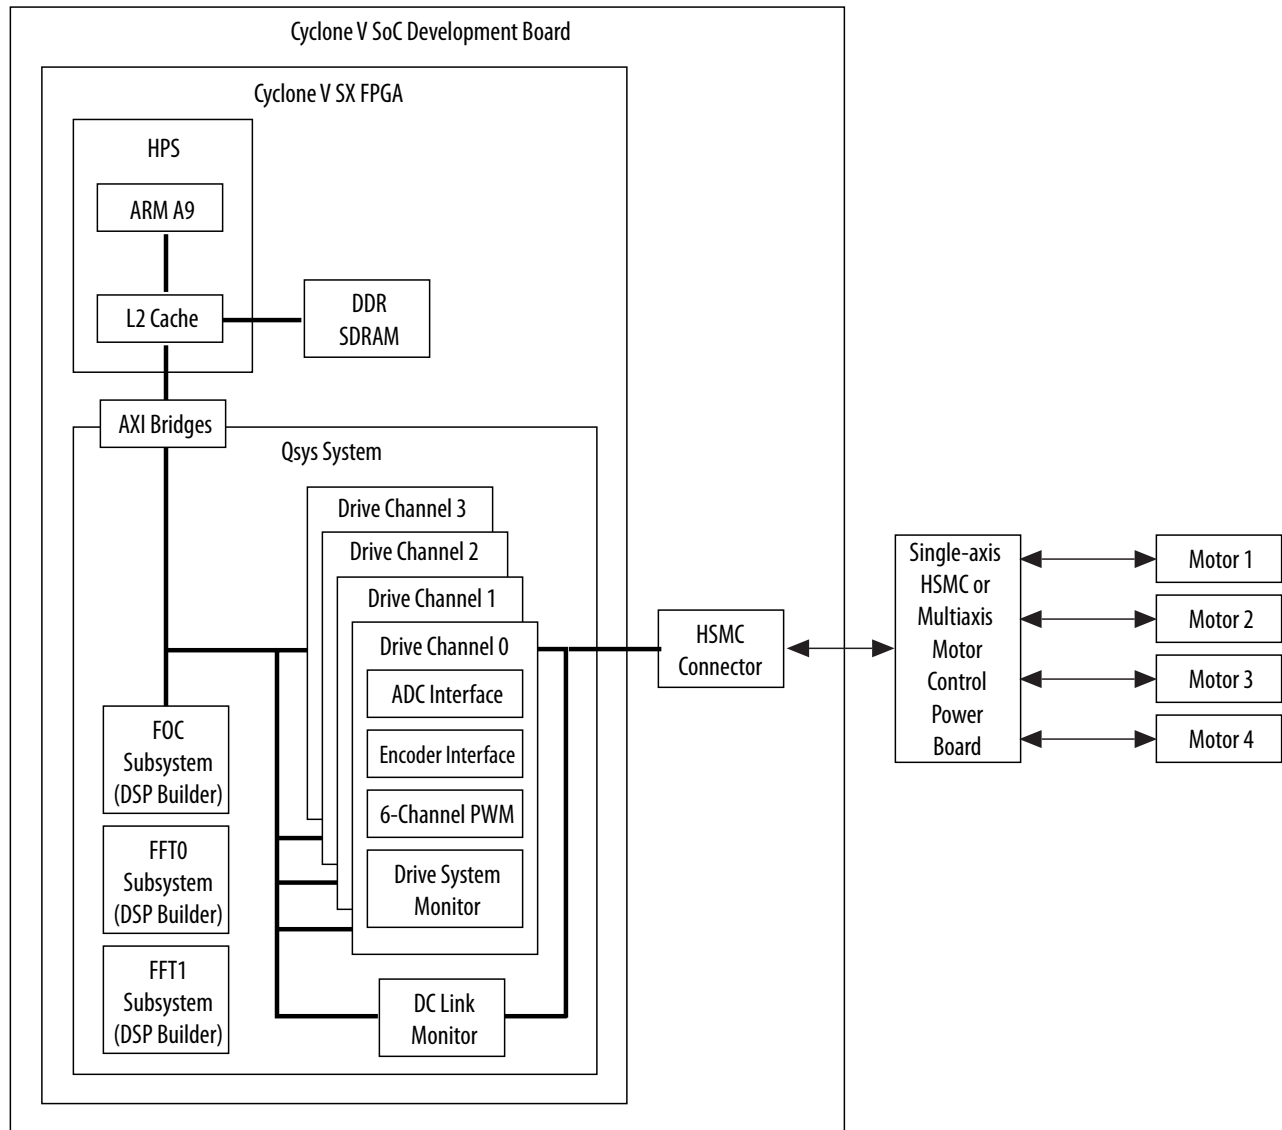 Cyclone V SoC Development Board
Cyclone V SX FPGA
HPS
ARM A9
L2 Cache
DDR
SDRAM
AXI Bridges
Qsys System
Drive Channel 3
Drive Channel 2
Drive Channel 1
Drive Channel 0
ADC Interface
Encoder Interface
6-Channel PWM
Drive System
Monitor
DC Link
Monitor
FOC
Subsystem
(DSP Builder)
FFT0
Subsystem
(DSP Builder)
FFT1
Subsystem
(DSP Builder)
HSMC
Connector
Single-axis
HSMC or
Multiaxis
Motor
Control
Power
Board
Motor 1
Motor 2
Motor 3
Motor 4